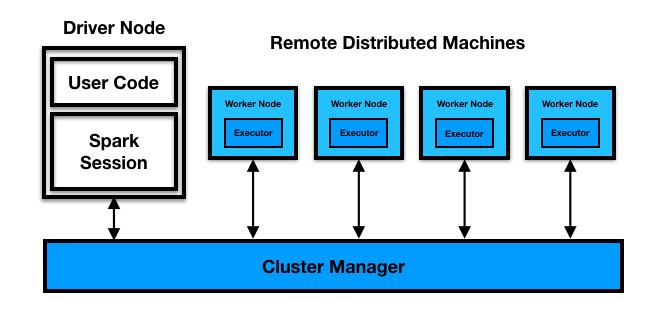 Driver Node
User Code
Spark
Session
Remote Distributed Machines
Worker Node
Executor
Worker Node
Executor
Worker Node
Executor
Worker Node
Executor
Cluster Manager